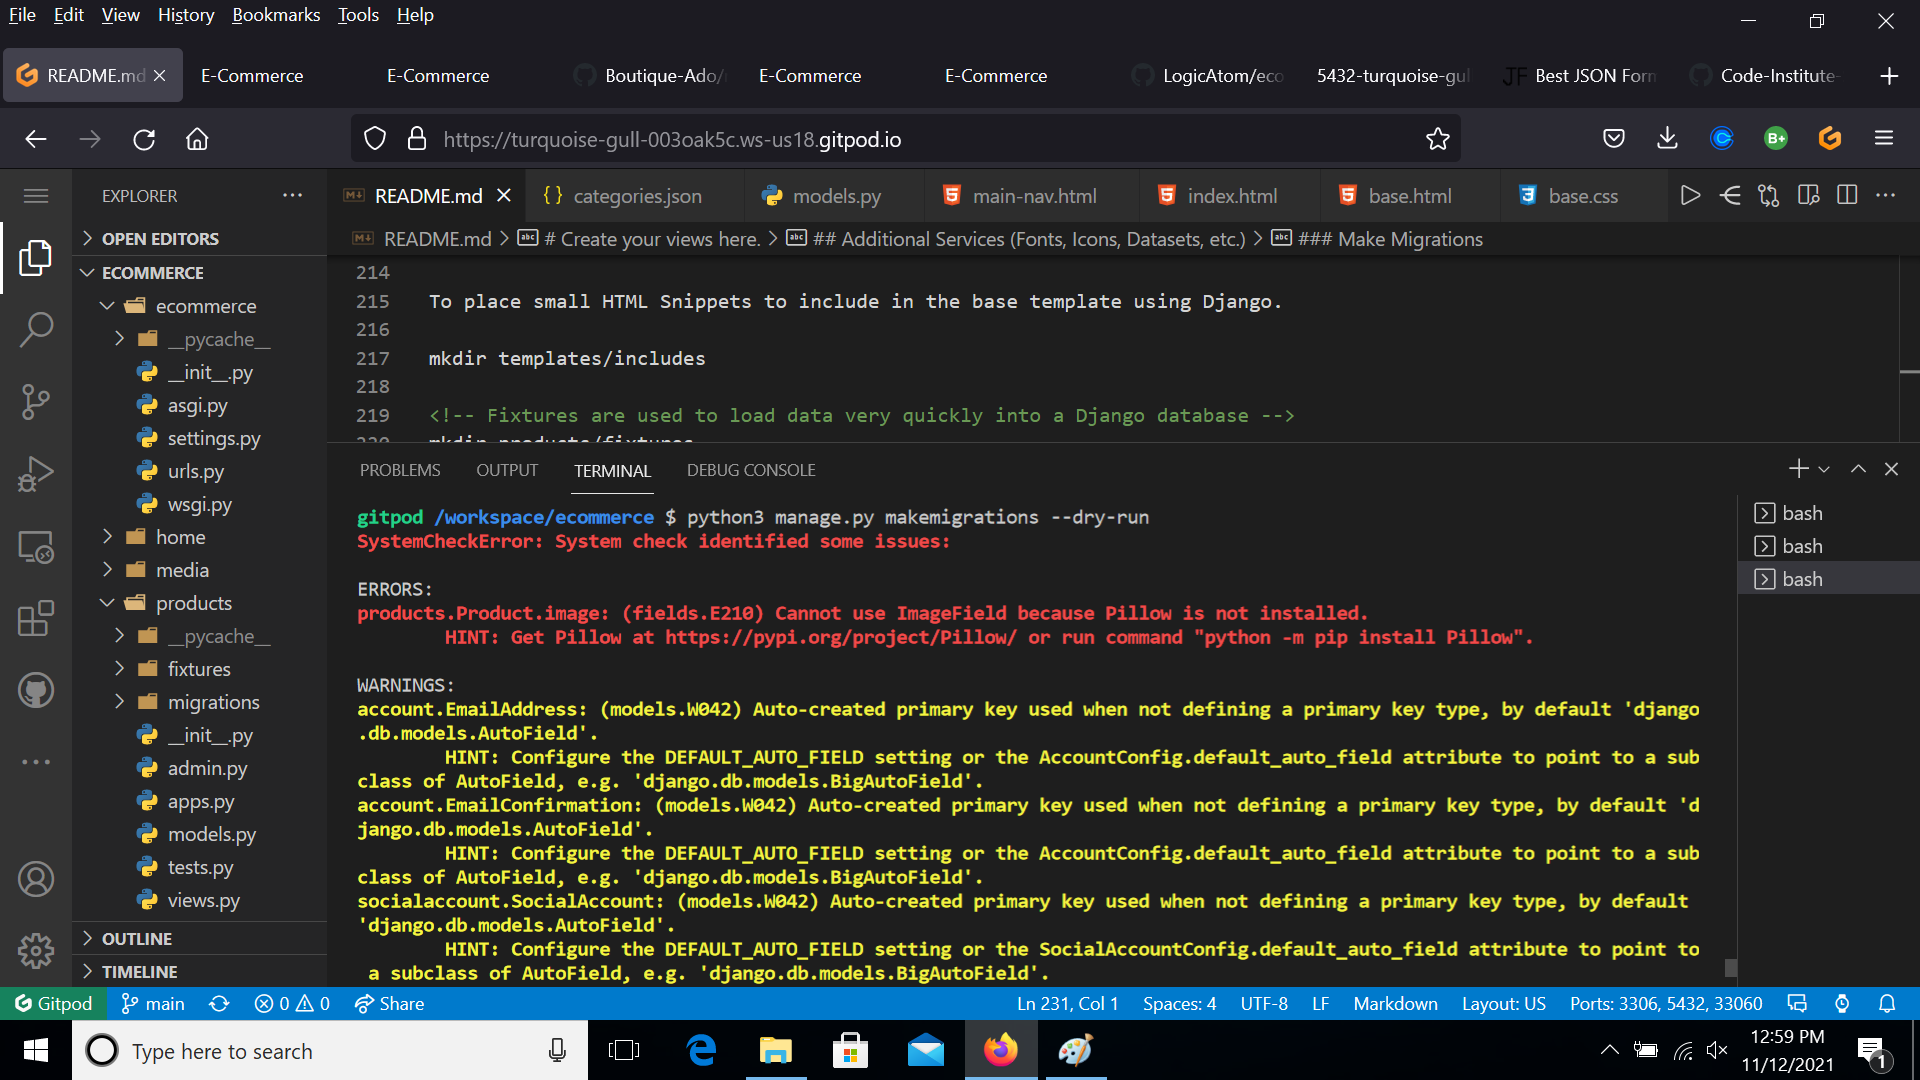 File Edit View History Bookmarks Tools Help
README.md E-Commerce E-Commerce Boutique-Ado/ E-Commerce E-Commerce LogicAtom/eco 5432-turquoise-gul JF Best JSON Form Code-Institute-
https://turquoise-gull-003oak5c.ws-us18.gitpod.io B+
EXPLORER
README.md categories.json models.py main-nav.html index.html base.html base.css
README.md > # Create your views here. > ## Additional Services (Fonts, Icons, Datasets, etc.) > ### Make Migrations
OPEN EDITORS
ECOMMERCE
ecommerce
__pycache__
__init__.py
asgi.py
settings.py
urls.py
wsgi.py
home
media
products
__pycache__
fixtures
migrations
__init__.py
admin.py
apps.py
models.py
tests.py
views.py
OUTLINE
TIMELINE
214
215 To place small HTML Snippets to include in the base template using Django.
216
217 mkdir templates/includes
218
219 <!-- Fixtures are used to load data very quickly into a Django database -->
220 mkdir products/fixtures
PROBLEMS OUTPUT TERMINAL DEBUG CONSOLE
gitpod /workspace/ecommerce $ python3 manage.py makemigrations --dry-run
SystemCheckError: System check identified some issues:
ERRORS:
products.Product.image: (fields.E210) Cannot use ImageField because Pillow is not installed.
HINT: Get Pillow at https://pypi.org/project/Pillow/ or run command "python -m pip install Pillow".
WARNINGS:
account.EmailAddress: (models.W042) Auto-created primary key used when not defining a primary key type, by default 'django
.db.models.AutoField'.
HINT: Configure the DEFAULT_AUTO_FIELD setting or the AccountConfig.default_auto_field attribute to point to a sub
class of AutoField, e.g. 'django.db.models.BigAutoField'.
account.EmailConfirmation: (models.W042) Auto-created primary key used when not defining a primary key type, by default 'd
jango.db.models.AutoField'.
HINT: Configure the DEFAULT_AUTO_FIELD setting or the AccountConfig.default_auto_field attribute to point to a sub
class of AutoField, e.g. 'django.db.models.BigAutoField'.
socialaccount.SocialAccount: (models.W042) Auto-created primary key used when not defining a primary key type, by default
'django.db.models.AutoField'.
HINT: Configure the DEFAULT_AUTO_FIELD setting or the SocialAccountConfig.default_auto_field attribute to point to
a subclass of AutoField, e.g. 'django.db.models.BigAutoField'.
bash
bash
bash
Gitpod main 0 0 Share Ln 231, Col 1 Spaces: 4 UTF-8 LF Markdown Layout: US Ports: 3306, 5432, 33060
Type here to search
12:59 PM
11/12/2021
1